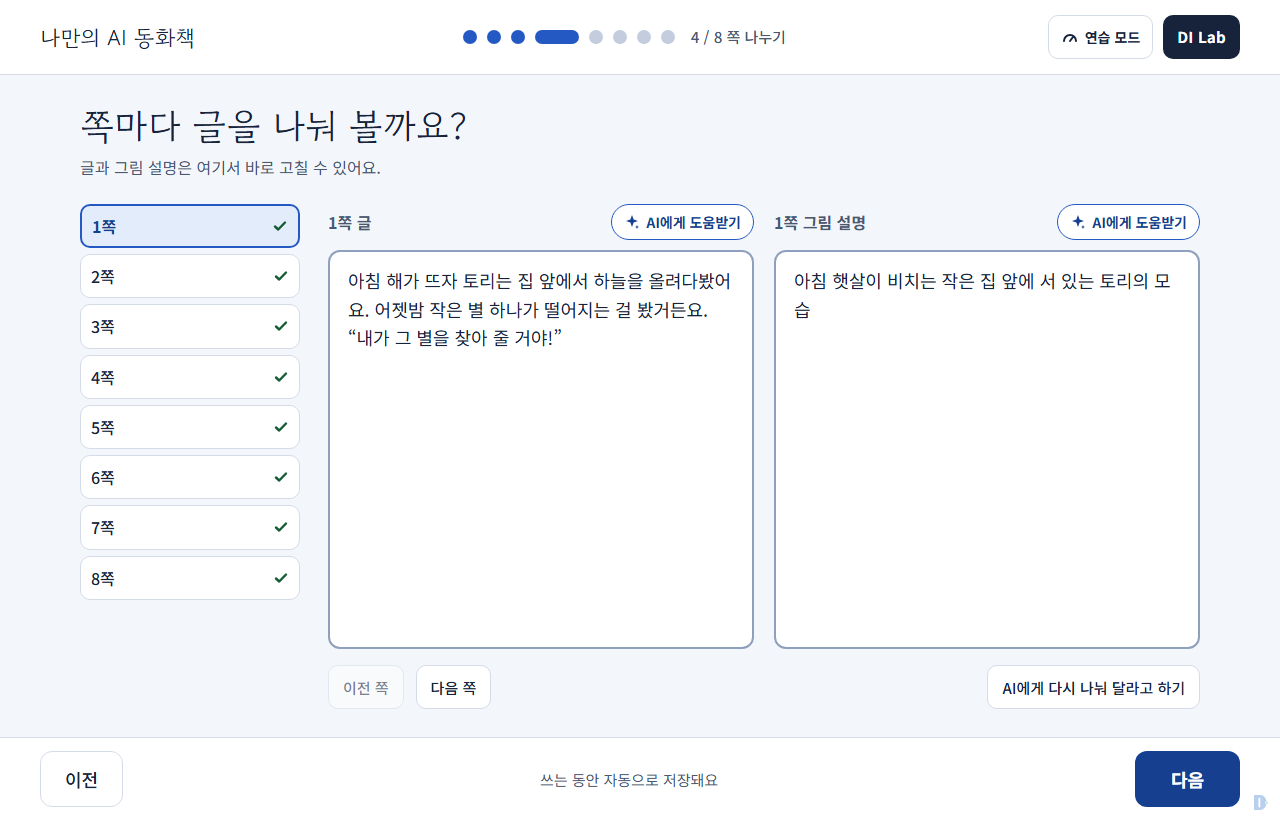 나만의 AI 동화책
4 / 8 쪽 나누기
연습 모드
DI Lab
쪽마다 글을 나눠 볼까요?
글과 그림 설명은 여기서 바로 고칠 수 있어요.
1쪽
2쪽
3쪽
4쪽
5쪽
6쪽
7쪽
8쪽
1쪽 글
AI에게 도움받기
아침 해가 뜨자 토리는 집 앞에서 하늘을 올려다봤어
요. 어젯밤 작은 별 하나가 떨어지는 걸 봤거든요.
“내가 그 별을 찾아 줄 거야!”
1쪽 그림 설명
AI에게 도움받기
아침 햇살이 비치는 작은 집 앞에 서 있는 토리의 모
습
이전 쪽
다음 쪽
AI에게 다시 나눠 달라고 하기
이전
쓰는 동안 자동으로 저장돼요
다음